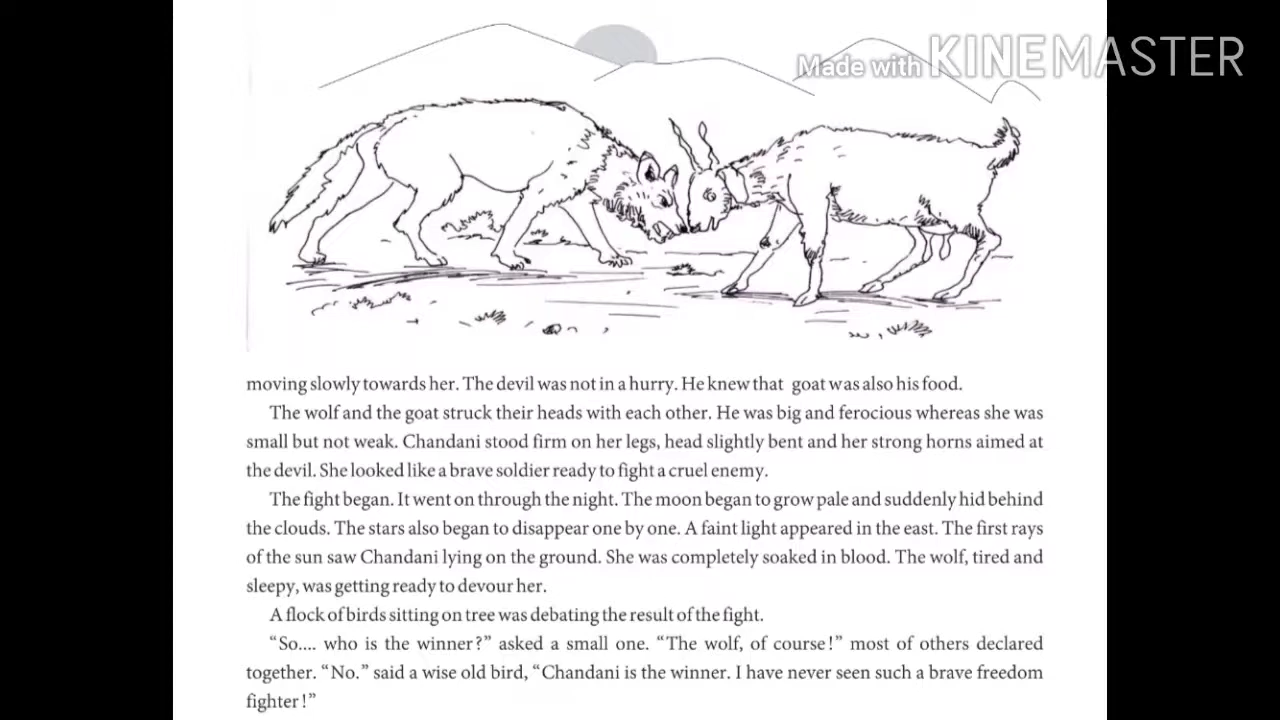 Made with KINEMASTER
moving slowly towards her. The devil was not in a hurry. He knew that goat was also his food.
The wolf and the goat struck their heads with each other. He was big and ferocious whereas she was
small but not weak. Chandani stood firm on her legs, head slightly bent and her strong horns aimed at
the devil. She looked like a brave soldier ready to fight a cruel enemy.
The fight began. It went on through the night. The moon began to grow pale and suddenly hid behind
the clouds. The stars also began to disappear one by one. A faint light appeared in the east. The first rays
of the sun saw Chandani lying on the ground. She was completely soaked in blood. The wolf, tired and
sleepy, was getting ready to devour her.
A flock of birds sitting on tree was debating the result of the fight.
“So.... who is the winner?” asked a small one. “The wolf, of course!” most of others declared
together. “No.” said a wise old bird, “Chandani is the winner. I have never seen such a brave freedom
fighter!”